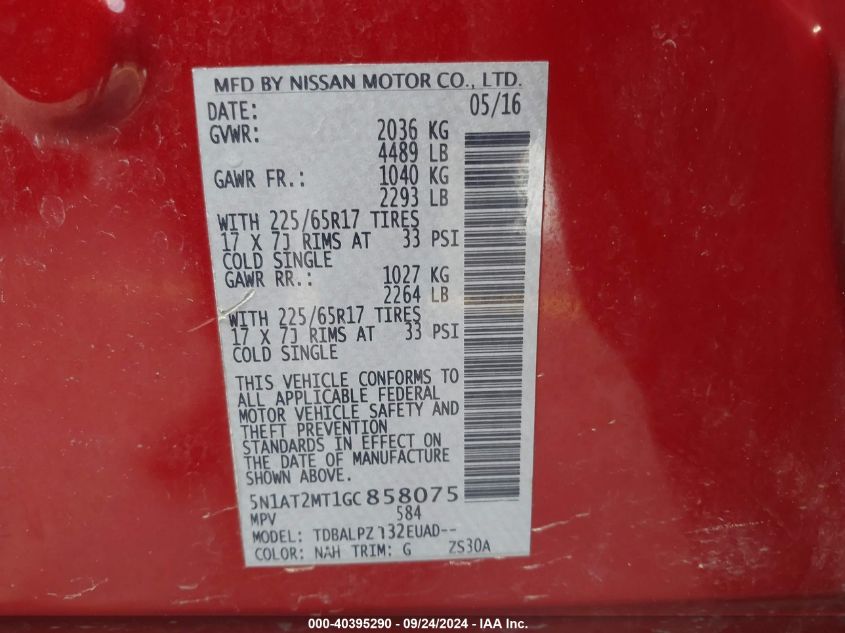 MFD BY NISSAN MOTOR CO., LTD.
DATE: 05/16
GVWR: 2036 KG
4489 LB
GAWR FR.: 1040 KG
2293 LB
WITH 225/65R17 TIRES
17 X 7J RIMS AT 33 PSI
COLD SINGLE
GAWR RR.: 1027 KG
2264 LB
WITH 225/65R17 TIRES
17 X 7J RIMS AT 33 PSI
COLD SINGLE
THIS VEHICLE CONFORMS TO
ALL APPLICABLE FEDERAL
MOTOR VEHICLE SAFETY AND
THEFT PREVENTION
STANDARDS IN EFFECT ON
THE DATE OF MANUFACTURE
SHOWN ABOVE.
5N1AT2MT1GC858075
MPV 584
MODEL:
COLOR: NAH TRIM: G ZS30A
000-40395290 - 09/24/2024 - IAA Inc.